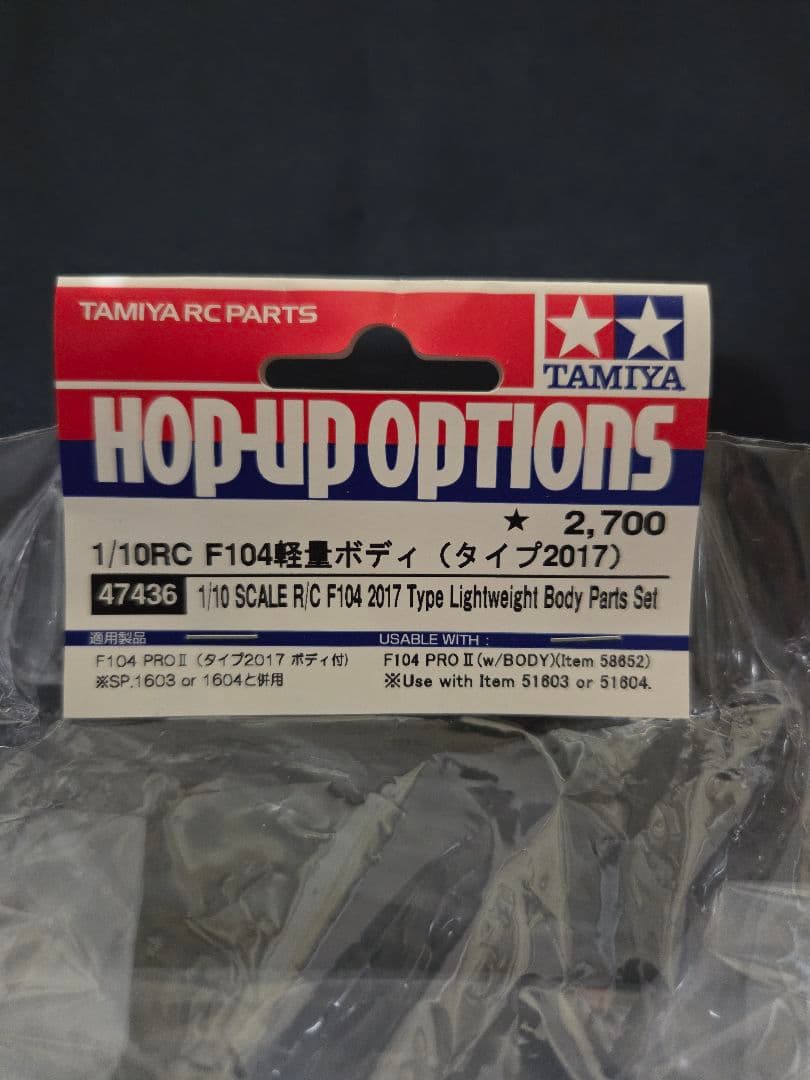 TAMIYA RC PARTS
TAMIYA
HOP-UP OPTIONS
★ 2,700
1/10RC F104軽量ボディ（タイプ2017）
47436 1/10 SCALE R/C F104 2017 Type Lightweight Body Parts Set
適用製品
F104 PROⅡ（タイプ2017 ボディ付）
※SP.1603 or 1604と併用
USABLE WITH :
F104 PROⅡ(w/BODY)(Item 58652)
※Use with Item 51603 or 51604.